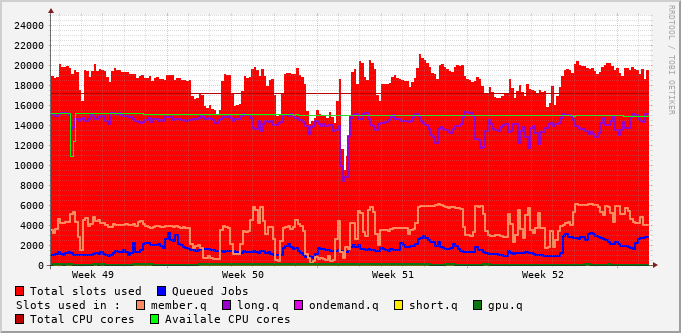 RRDTOOL / TOBI OETIKER
24000
22000
20000
18000
16000
14000
12000
10000
8000
6000
4000
2000
0
Week 49 Week 50 Week 51 Week 52
Total slots used Queued Jobs
Slots used in : member.q long.q ondemand.q short.q gpu.q
Total CPU cores Availale CPU cores